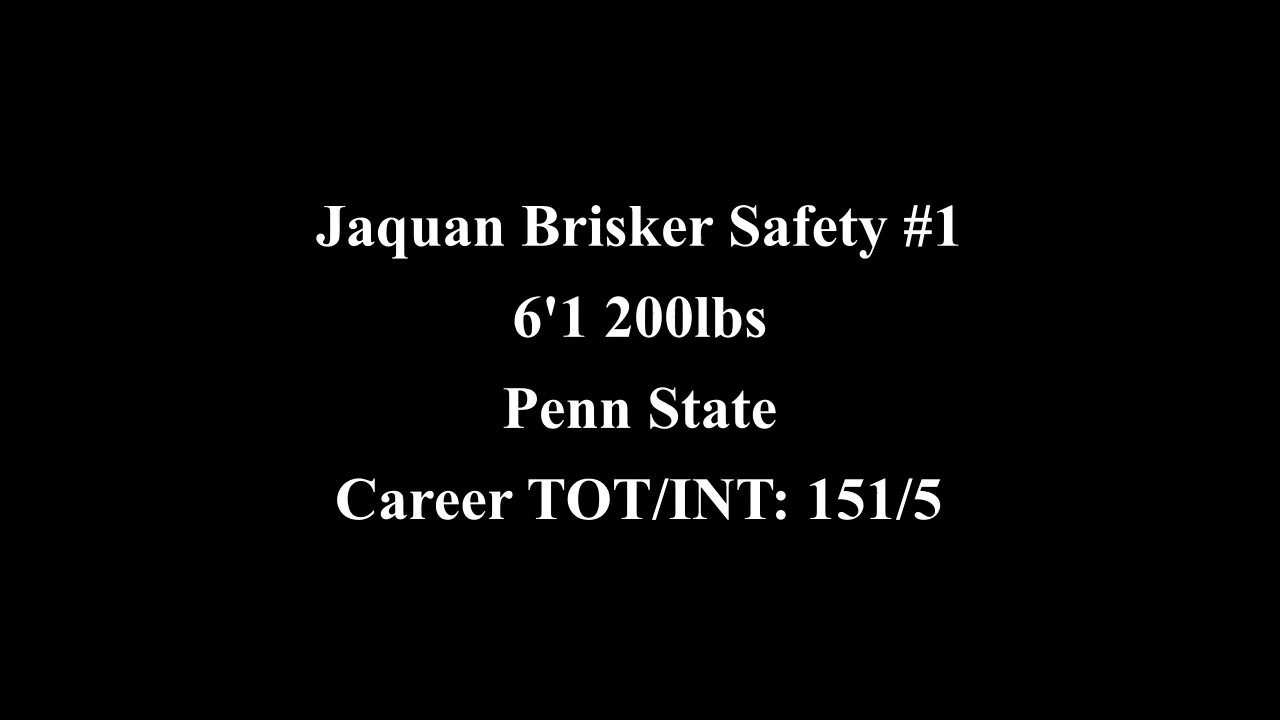 Jaquan Brisker Safety #1
6'1 200lbs
Penn State
Career TOT/INT: 151/5